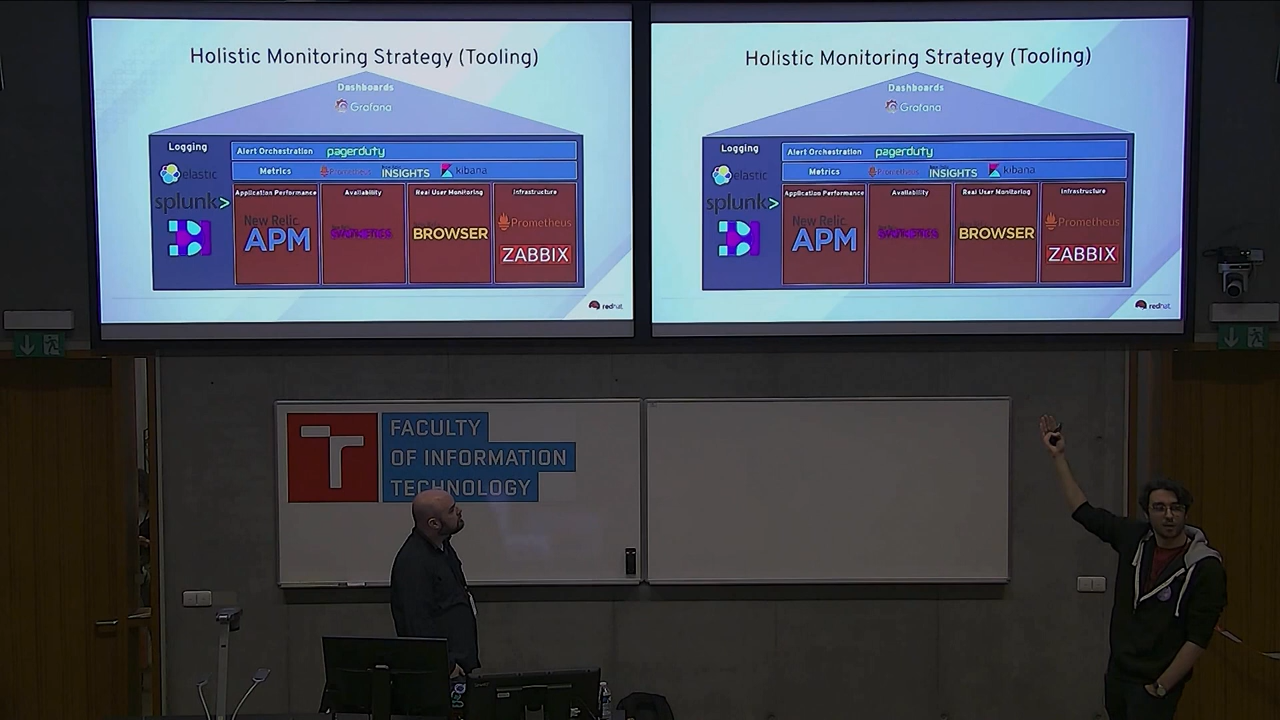 Holistic Monitoring Strategy (Tooling)
Dashboards
Grafana
Logging
elastic
splunk>
Alert Orchestration
pagerduty
Metrics
Prometheus
INSIGHTS
kibana
Application Performance
New Relic
APM
Availability
Real User Monitoring
BROWSER
Infrastructure
Prometheus
ZABBIX
redhat
Holistic Monitoring Strategy (Tooling)
Dashboards
Grafana
Logging
elastic
splunk>
Alert Orchestration
pagerduty
Metrics
Prometheus
INSIGHTS
kibana
Application Performance
New Relic
APM
Availability
Real User Monitoring
BROWSER
Infrastructure
Prometheus
ZABBIX
redhat
FACULTY
OF INFORMATION
TECHNOLOGY